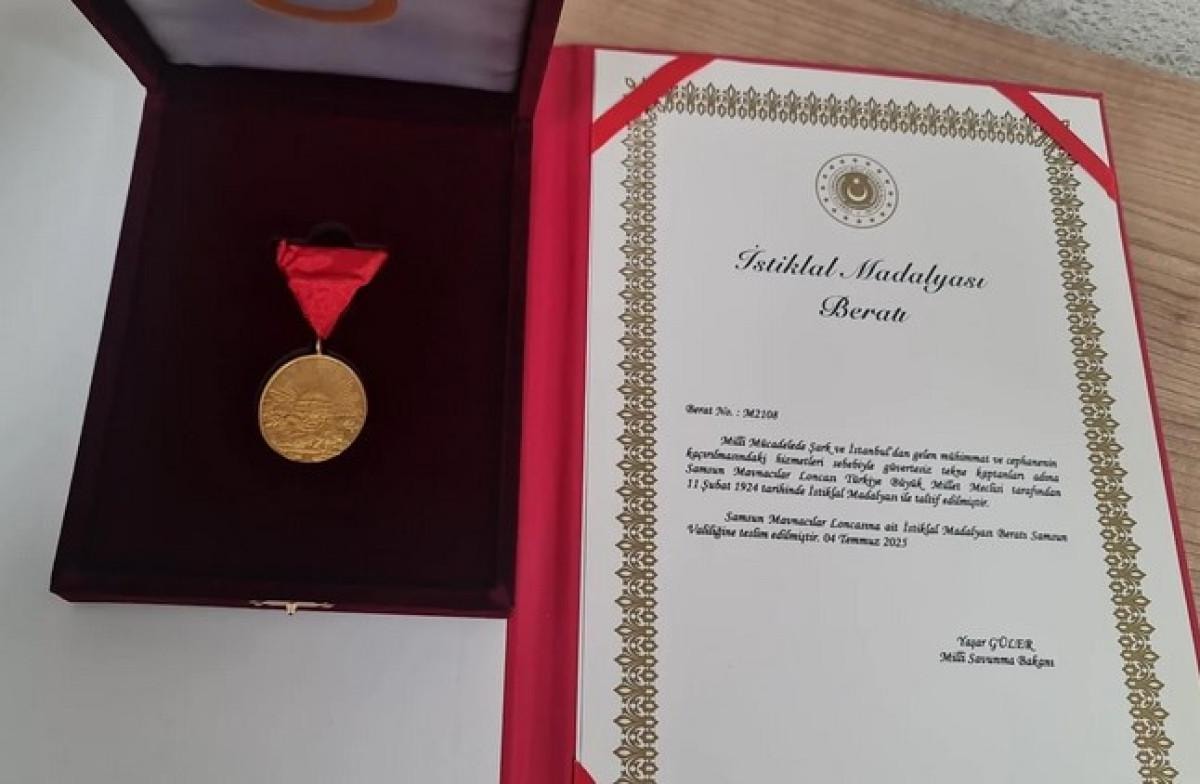 İstiklal Madalyası
Beratı
Berat No. : M2108
Milli Mücadelede Şark ve İstanbul'dan gelen mühimmat ve cephanenin
kaçırılmasındaki hizmetleri sebebiyle güvertesiz tekne kaptanları adına
Samsun Mavnacılar Loncası Türkiye Büyük Millet Meclisi tarafından
11 Şubat 1924 tarihinde İstiklal Madalyası ile taltif edilmiştir.
Samsun Mavnacılar Loncasına ait İstiklal Madalyası Beratı Samsun
Valiliğine teslim edilmiştir. 04 Temmuz 2025
Yaşar GÜLER
Milli Savunma Bakanı